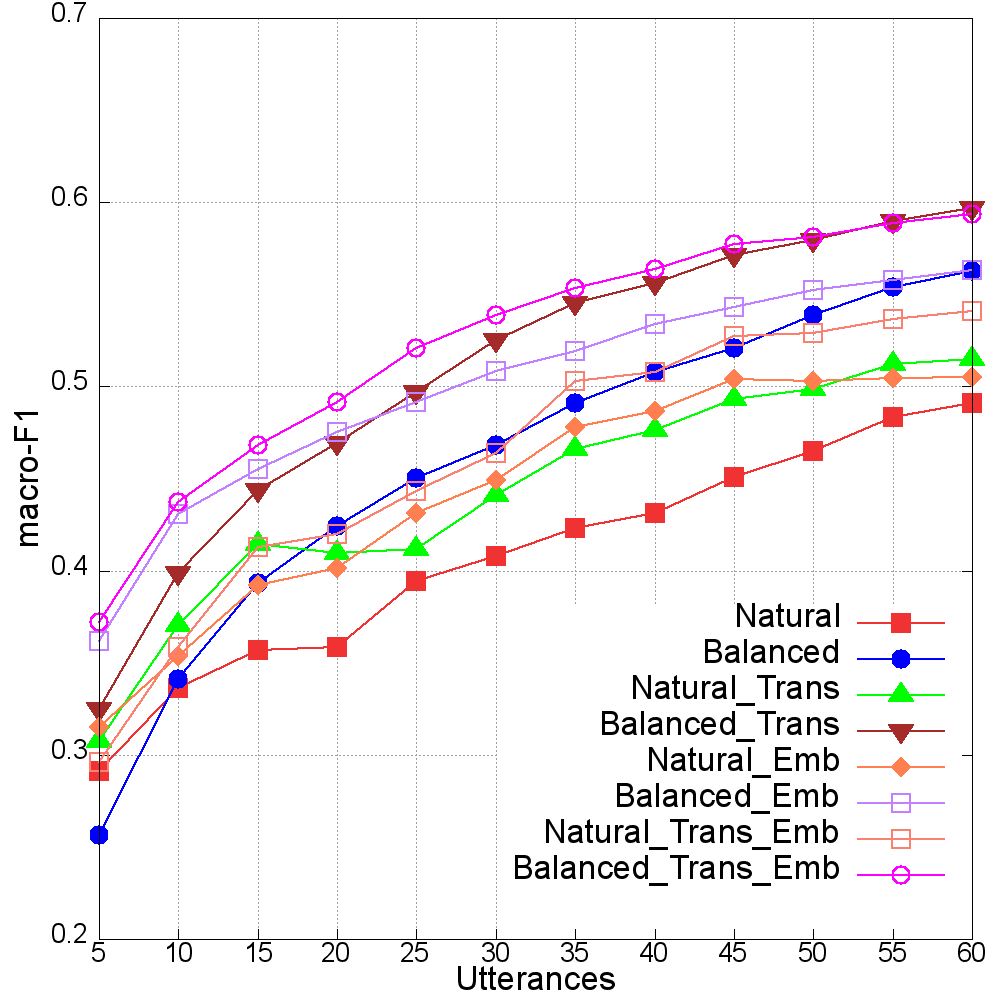 0.7
0.6
0.5
0.4
0.3
0.2
macro-F1
Natural
Balanced
Natural_Trans
Balanced_Trans
Natural_Emb
Balanced_Emb
Natural_Trans_Emb
Balanced_Trans_Emb
5 10 15 20 25 30 35 40 45 50 55 60
Utterances